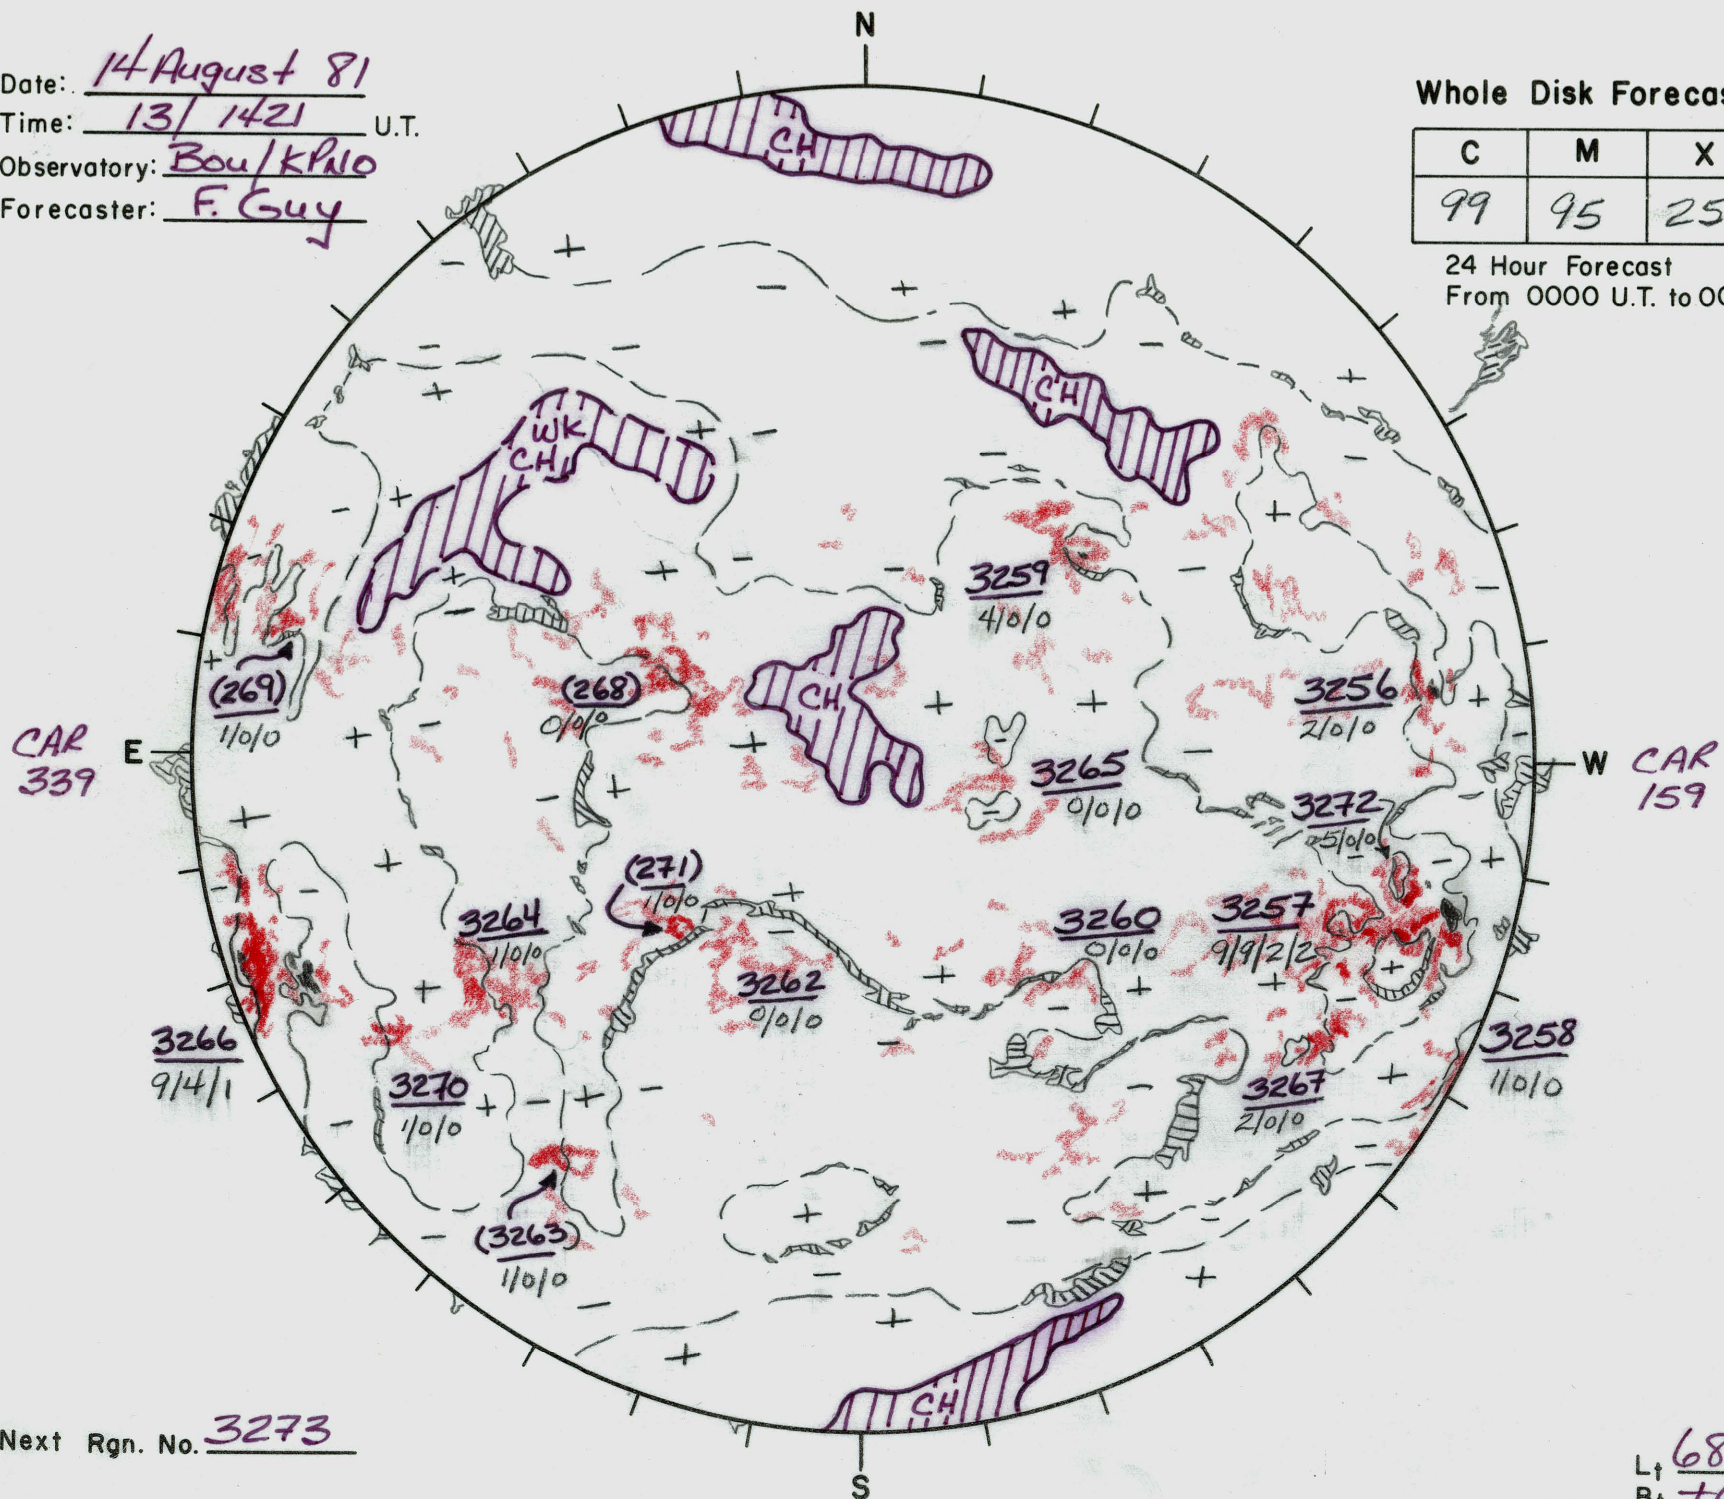 N
Date: 14 August 81
Time: 13/ 1421 U.T.
Observatory: Bou/KPNO
Forecaster: F. Guy
Whole Disk Forecas
C M X
99 95 25
24 Hour Forecast
From 0000 U.T. to 00
CH
CH
WK
CH
3259
4/0/0
(269)
1/0/0
(268)
0/0/0
CH
3256
2/0/0
CAR
339
E
W
CAR
159
3265
0/0/0
3272
5/0/0
(271)
1/0/0
3264
1/0/0
3260
0/0/0
3257
9/9/2/2
3262
0/0/0
3266
9/4/1
3270
1/0/0
3267
2/0/0
3258
1/0/0
(3263)
1/0/0
CH
Next Rgn. No. 3273
S
Lt 68